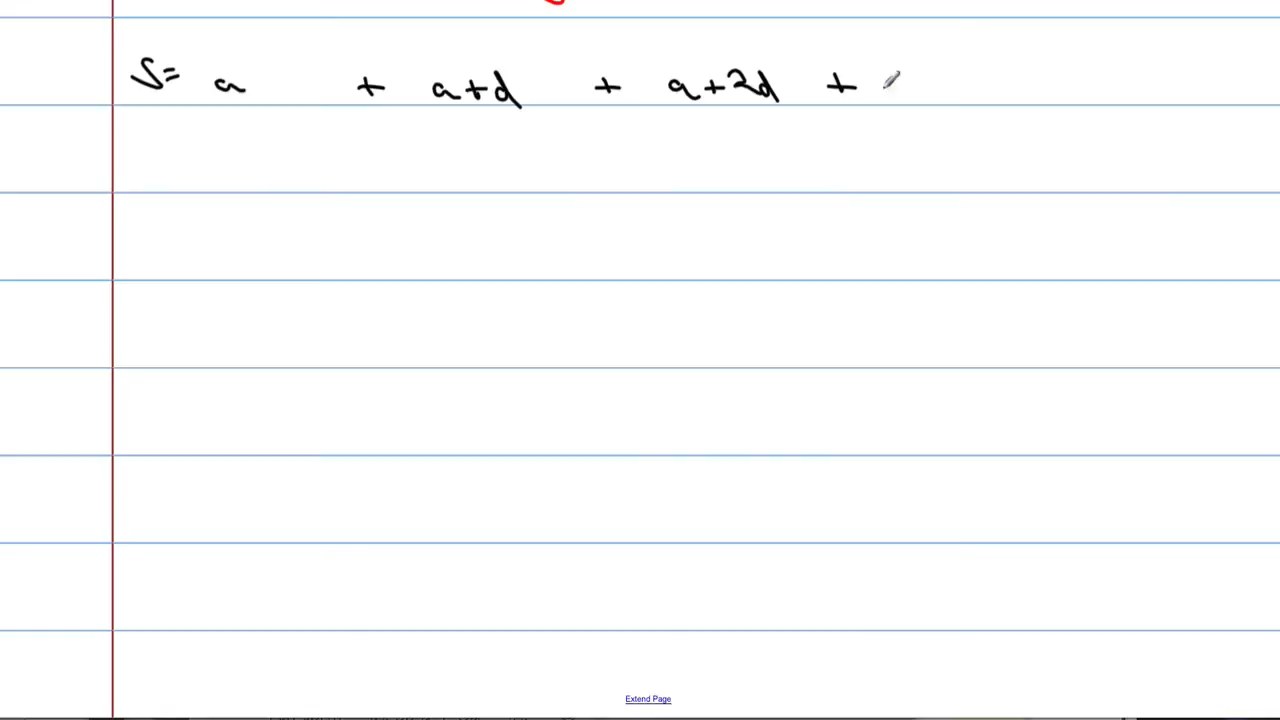 S= a + a+d + a+2d +
Extend Page